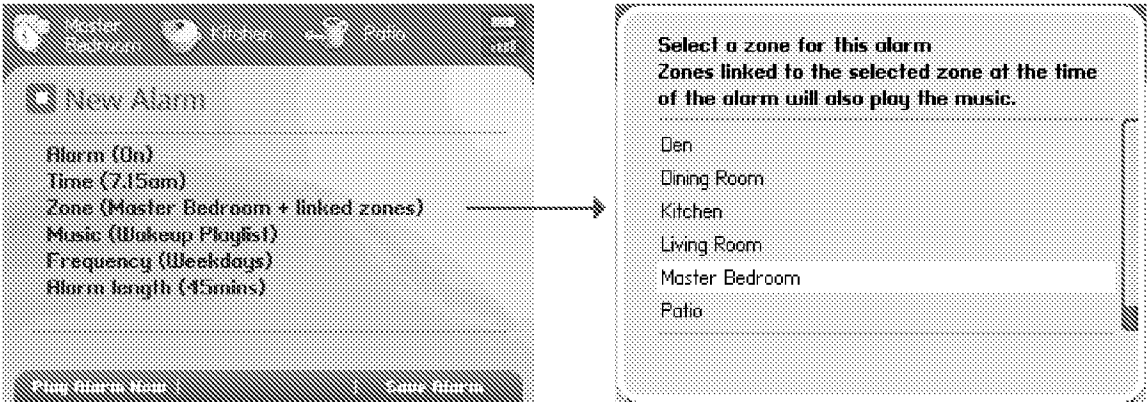 Master
Bedroom
Kitchen
Patio
New Alarm
Alarm (On)
Time (7.15am)
Zone (Master Bedroom + linked zones)
Music (Wakeup Playlist)
Frequency (Weekdays)
Alarm length (45mins)
Play Alarm Now
Save Alarm
Select a zone for this alarm
Zones linked to the selected zone at the time
of the alarm will also play the music.
Den
Dining Room
Kitchen
Living Room
Master Bedroom
Patio